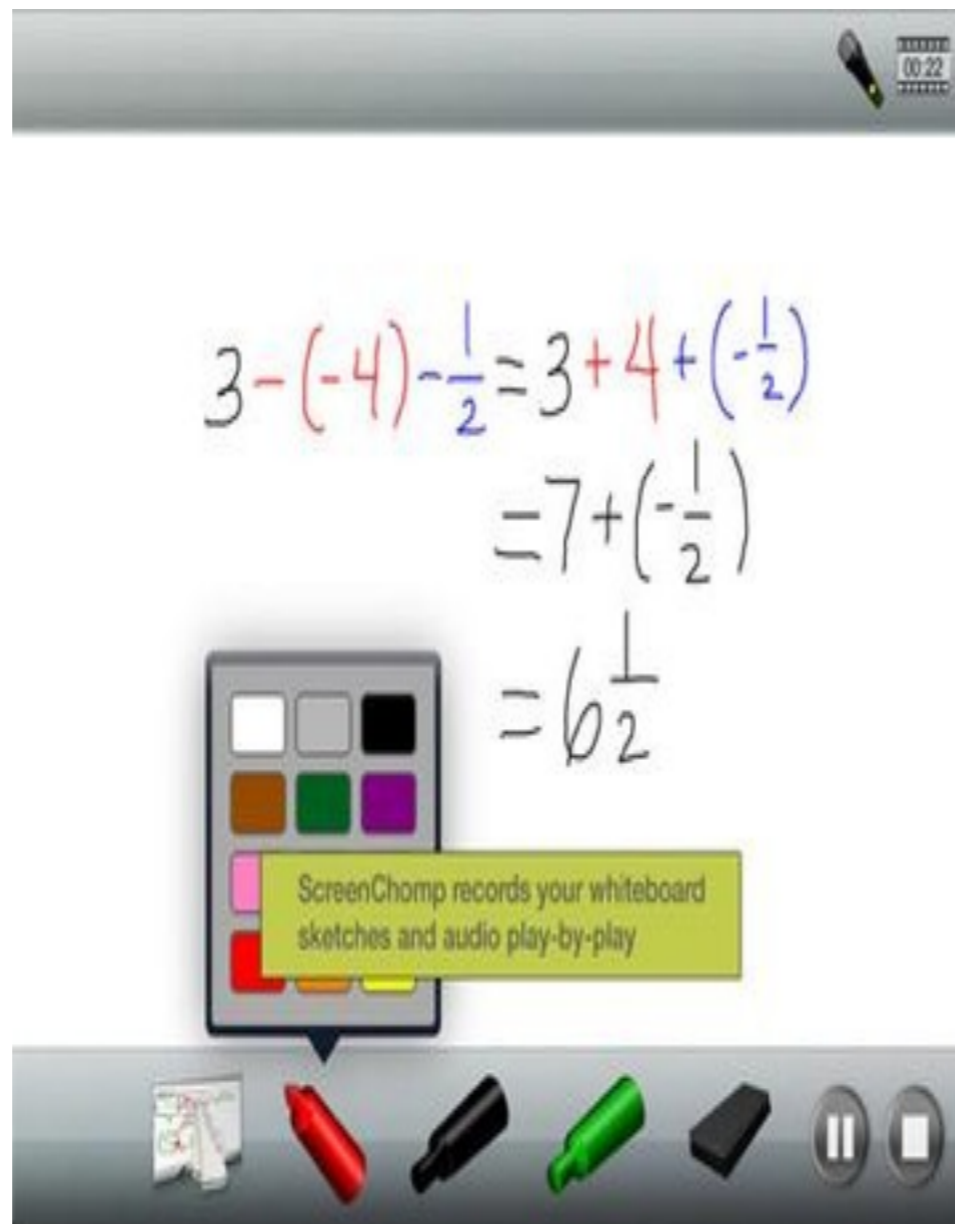 00:22
3-(-4)-1/2=3+4+(-1/2)
=7+(-1/2)
=6 1/2
ScreenChomp records your whiteboard
sketches and audio play-by-play